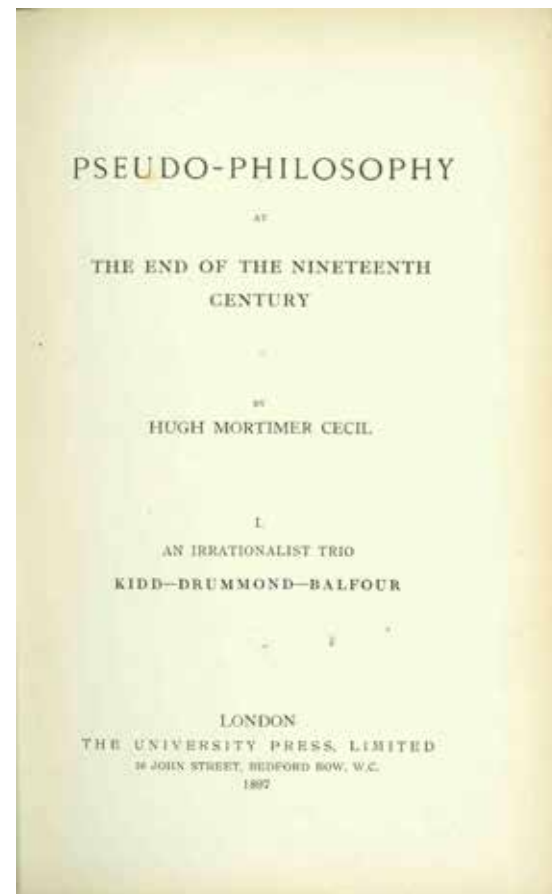 PSEUDO-PHILOSOPHY
AT
THE END OF THE NINETEENTH
CENTURY
BY
HUGH MORTIMER CECIL
I.
AN IRRATIONALIST TRIO
KIDD—DRUMMOND—BALFOUR
LONDON
THE UNIVERSITY PRESS, LIMITED
16 JOHN STREET, BEDFORD ROW, W.C.
1897